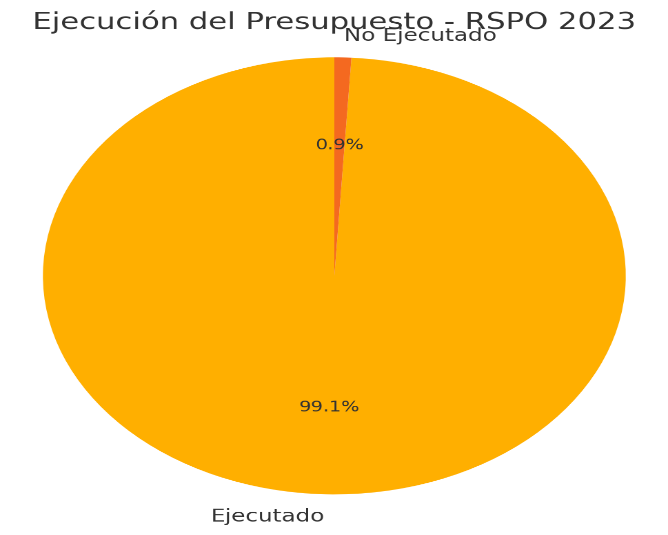 Ejecución del Presupuesto - RSPO 2023
No Ejecutado
0.9%
99.1%
Ejecutado